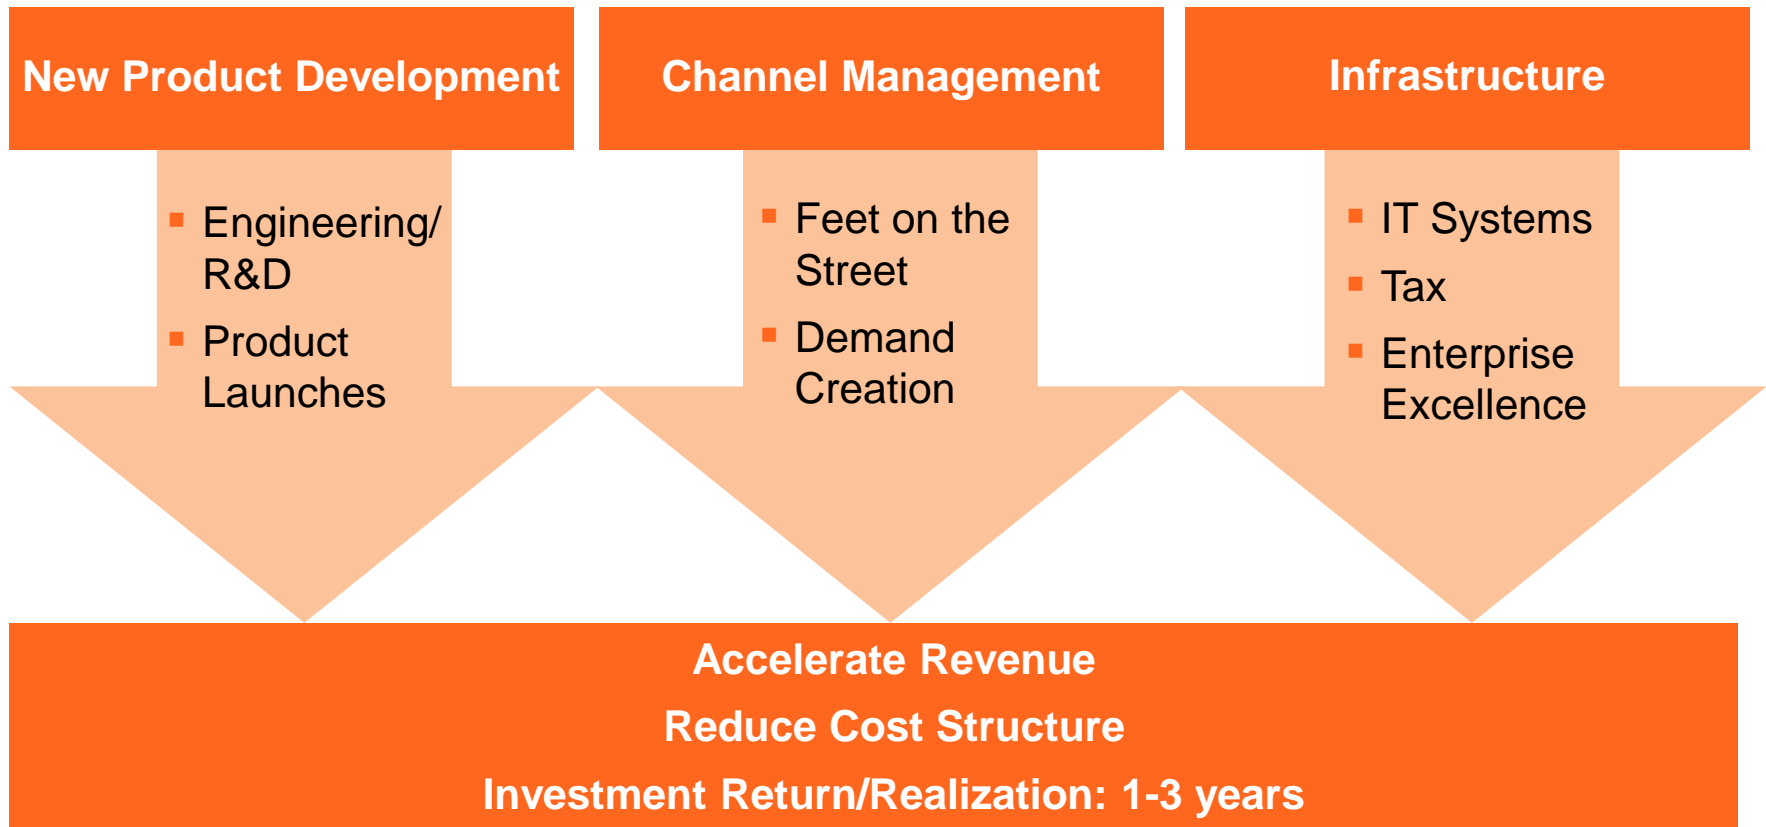 New Product Development
Channel Management
Infrastructure
Engineering/
R&D
Product
Launches
Feet on the
Street
Demand
Creation
IT Systems
Tax
Enterprise
Excellence
Accelerate Revenue
Reduce Cost Structure
Investment Return/Realization: 1-3 years